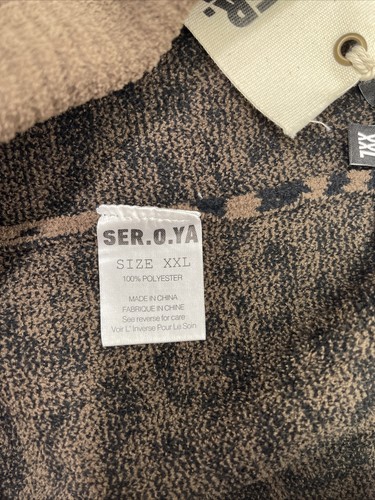 ER.
XXL
SER.O.YA
SIZE XXL
100% POLYESTER
MADE IN CHINA
FABRIQUE IN CHINE
See reverse for care
Voir L' Inverse Pour Le Soin